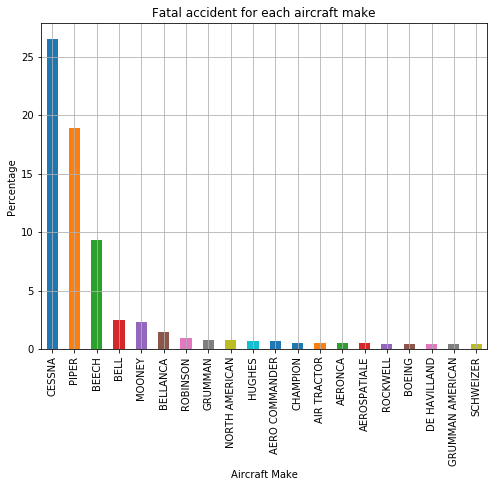 Fatal accident for each aircraft make
Percentage
25
20
15
10
5
0
CESSNA
PIPER
BEECH
BELL
MOONEY
BELLANCA
ROBINSON
GRUMMAN
NORTH AMERICAN
HUGHES
AERO COMMANDER
CHAMPION
AIR TRACTOR
AERONCA
AEROSPATIALE
ROCKWELL
BOEING
DE HAVILLAND
GRUMMAN AMERICAN
SCHWEIZER
Aircraft Make